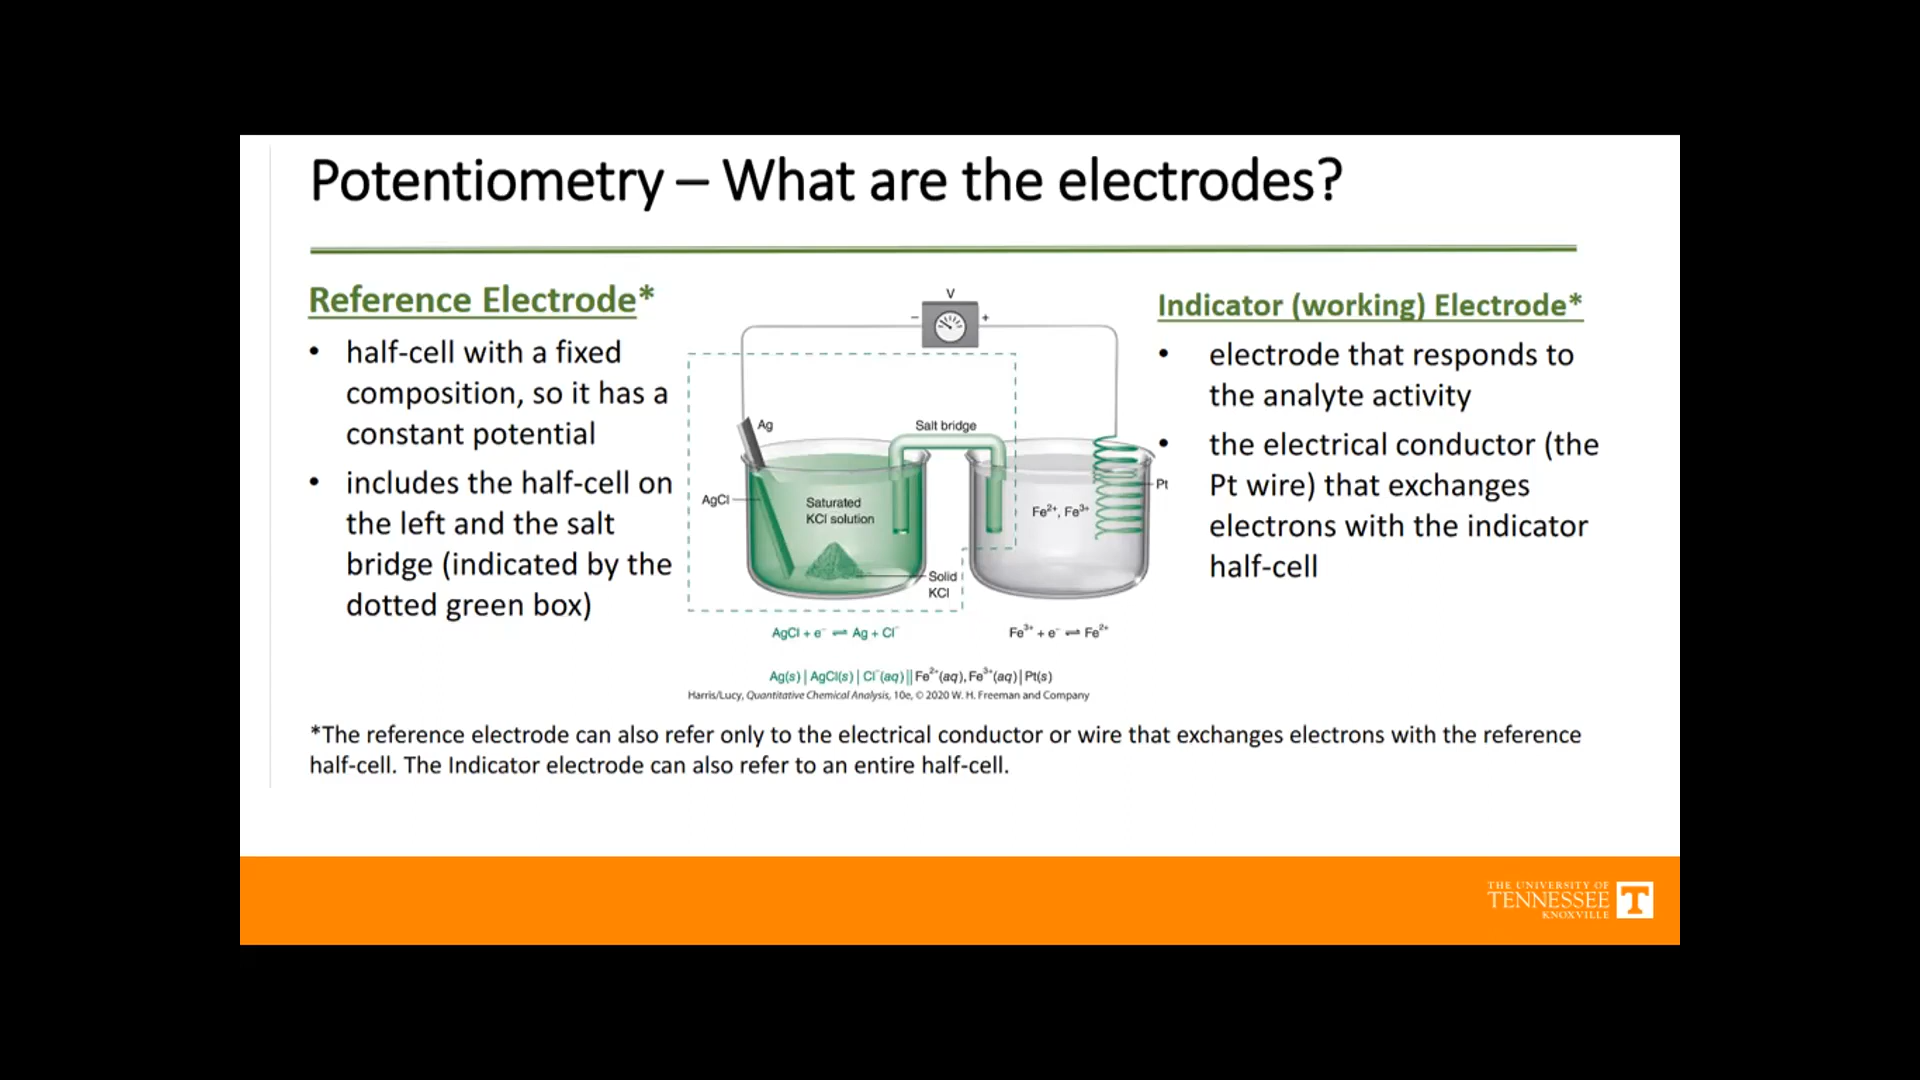 Potentiometry – What are the electrodes?
Reference Electrode*
• half-cell with a fixed
composition, so it has a
constant potential
• includes the half-cell on
the left and the salt
bridge (indicated by the
dotted green box)
V
– +
Ag
Salt bridge
AgCl
Saturated
KCl solution
Fe²⁺, Fe³⁺
Pt
Solid
KCl
AgCl + e⁻ ⇌ Ag + Cl⁻
Fe³⁺ + e⁻ ⇌ Fe²⁺
Ag(s) | AgCl(s) | Cl⁻(aq) || Fe²⁺(aq), Fe³⁺(aq) | Pt(s)
Harris/Lucy, Quantitative Chemical Analysis, 10e, © 2020 W. H. Freeman and Company
Indicator (working) Electrode*
• electrode that responds to
the analyte activity
• the electrical conductor (the
Pt wire) that exchanges
electrons with the indicator
half-cell
*The reference electrode can also refer only to the electrical conductor or wire that exchanges electrons with the reference
half-cell. The Indicator electrode can also refer to an entire half-cell.
THE UNIVERSITY OF
TENNESSEE
KNOXVILLE
T